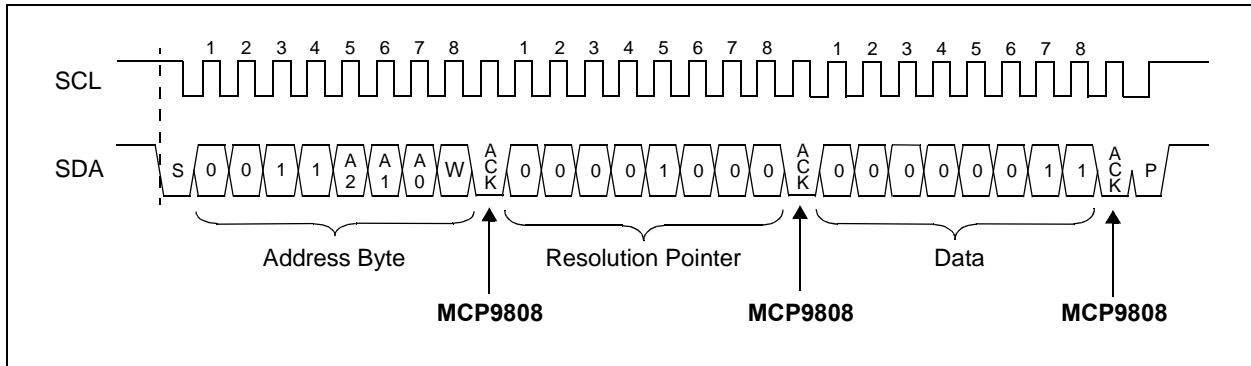 1 2 3 4 5 6 7 8 1 2 3 4 5 6 7 8 1 2 3 4 5 6 7 8
SCL
SDA S 0 0 1 1 A2 A1 A0 W ACK 0 0 0 0 1 0 0 0 ACK 0 0 0 0 0 0 1 1 ACK P
Address Byte Resolution Pointer Data
MCP9808 MCP9808 MCP9808